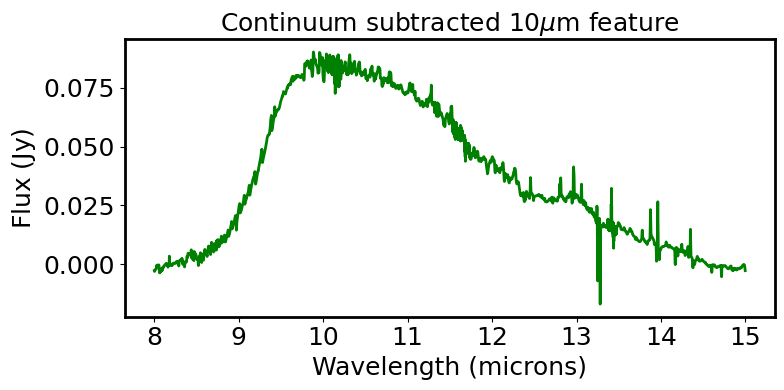 Continuum subtracted 10μm feature
Flux (Jy)
0.075
0.050
0.025
0.000
8 9 10 11 12 13 14 15
Wavelength (microns)